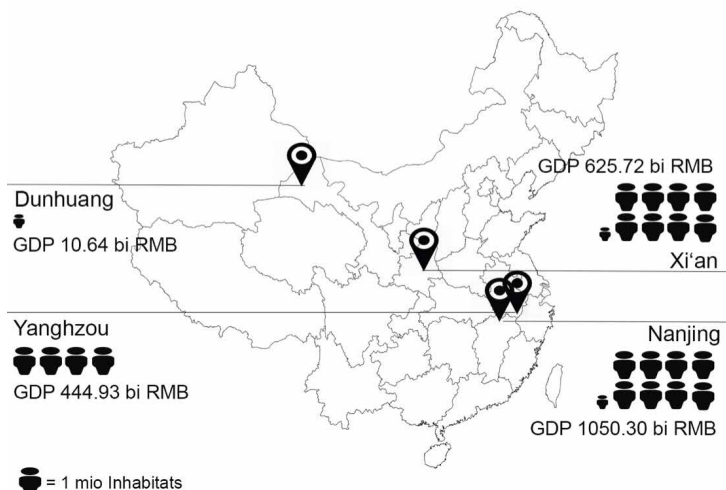 GDP 625.72 bi RMB
Xi‘an
Dunhuang
GDP 10.64 bi RMB
Yanghzou
GDP 444.93 bi RMB
Nanjing
GDP 1050.30 bi RMB
= 1 mio Inhabitats